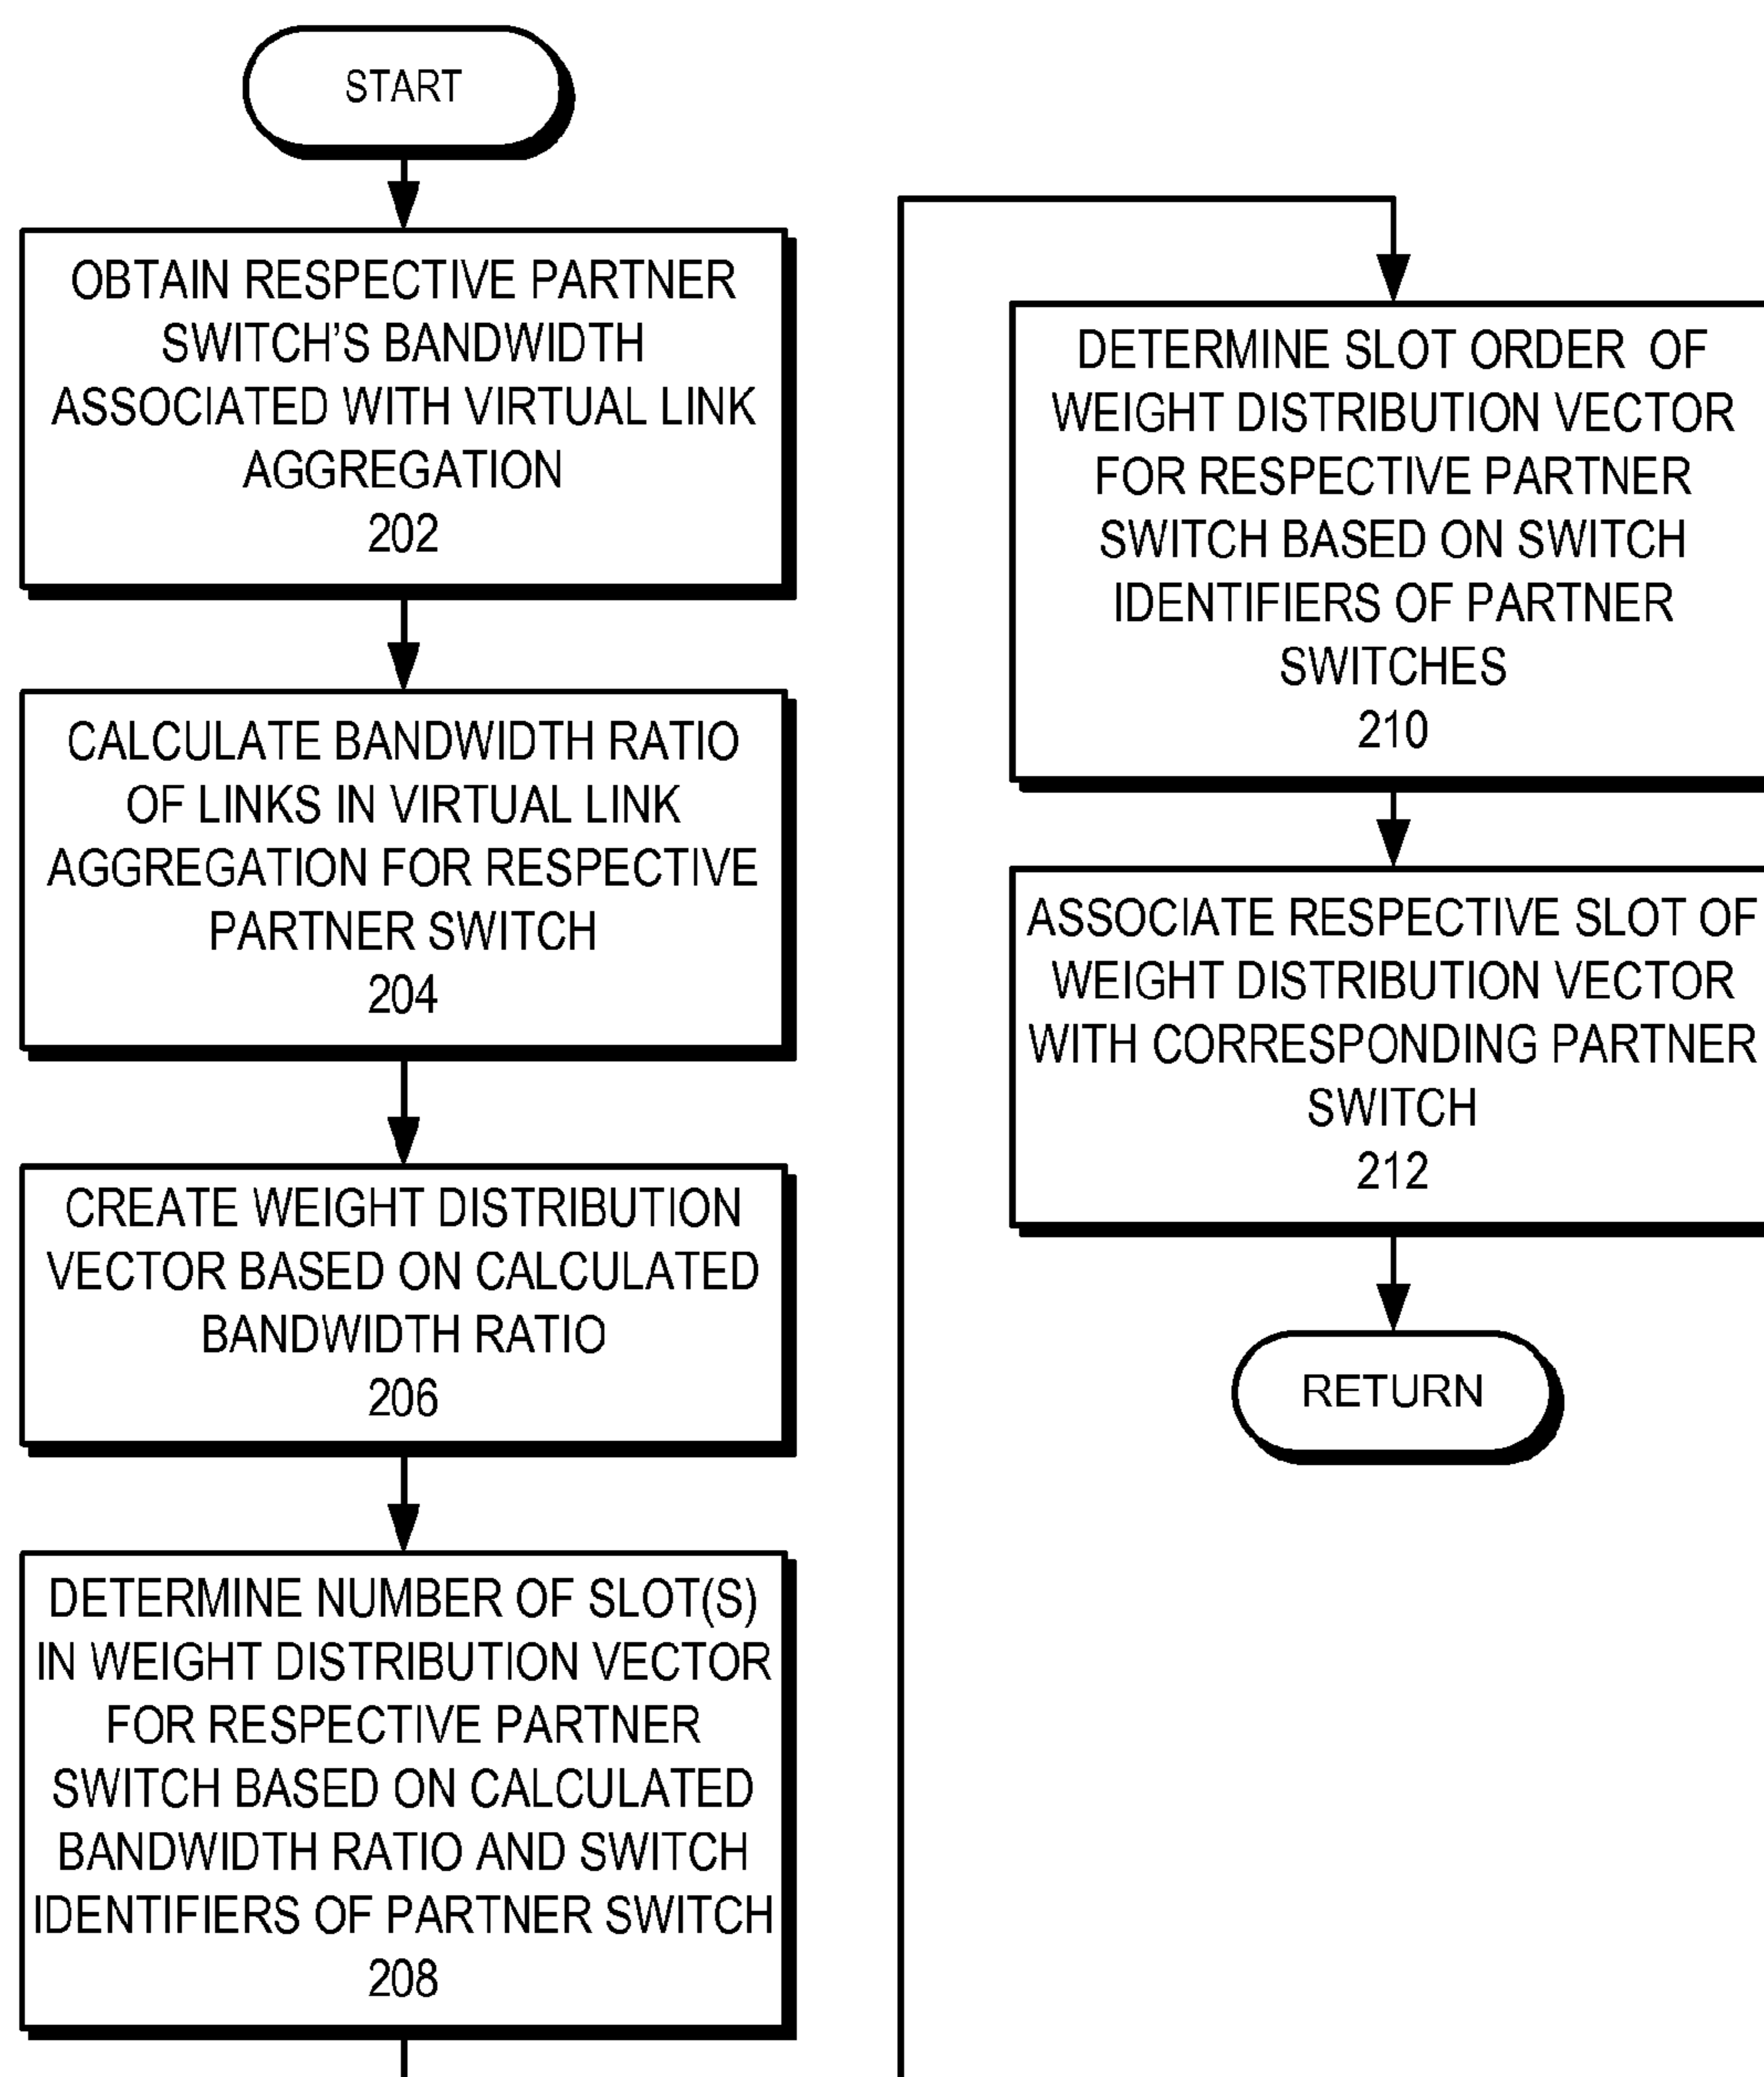 START
OBTAIN RESPECTIVE PARTNER
SWITCH'S BANDWIDTH
ASSOCIATED WITH VIRTUAL LINK
AGGREGATION
202
CALCULATE BANDWIDTH RATIO
OF LINKS IN VIRTUAL LINK
AGGREGATION FOR RESPECTIVE
PARTNER SWITCH
204
CREATE WEIGHT DISTRIBUTION
VECTOR BASED ON CALCULATED
BANDWIDTH RATIO
206
DETERMINE NUMBER OF SLOT(S)
IN WEIGHT DISTRIBUTION VECTOR
FOR RESPECTIVE PARTNER
SWITCH BASED ON CALCULATED
BANDWIDTH RATIO AND SWITCH
IDENTIFIERS OF PARTNER SWITCH
208
DETERMINE SLOT ORDER OF
WEIGHT DISTRIBUTION VECTOR
FOR RESPECTIVE PARTNER
SWITCH BASED ON SWITCH
IDENTIFIERS OF PARTNER
SWITCHES
210
ASSOCIATE RESPECTIVE SLOT OF
WEIGHT DISTRIBUTION VECTOR
WITH CORRESPONDING PARTNER
SWITCH
212
RETURN